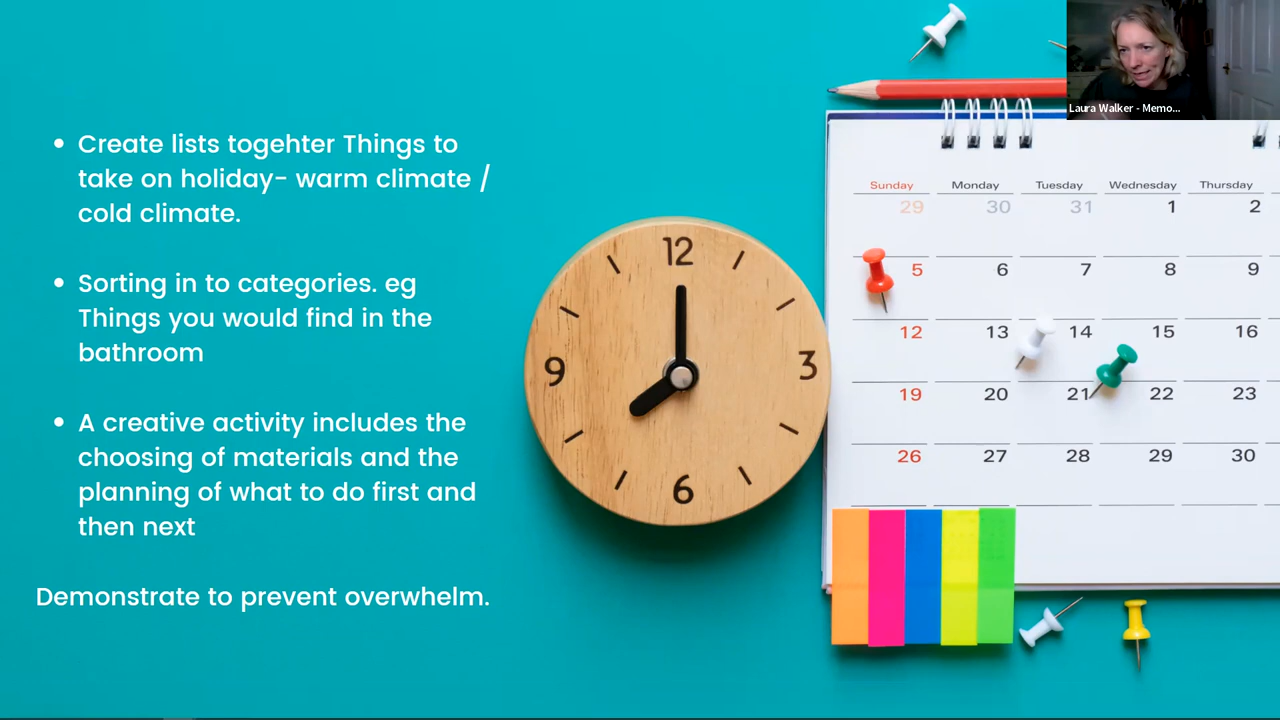 Laura Walker - Memo...
• Create lists togehter Things to
take on holiday- warm climate /
cold climate.
• Sorting in to categories. eg
Things you would find in the
bathroom
• A creative activity includes the
choosing of materials and the
planning of what to do first and
then next
Demonstrate to prevent overwhelm.
12
3
6
9
Sunday Monday Tuesday Wednesday Thursday
29 30 31 1 2
5 6 7 8 9
12 13 14 15 16
19 20 21 22 23
26 27 28 29 30